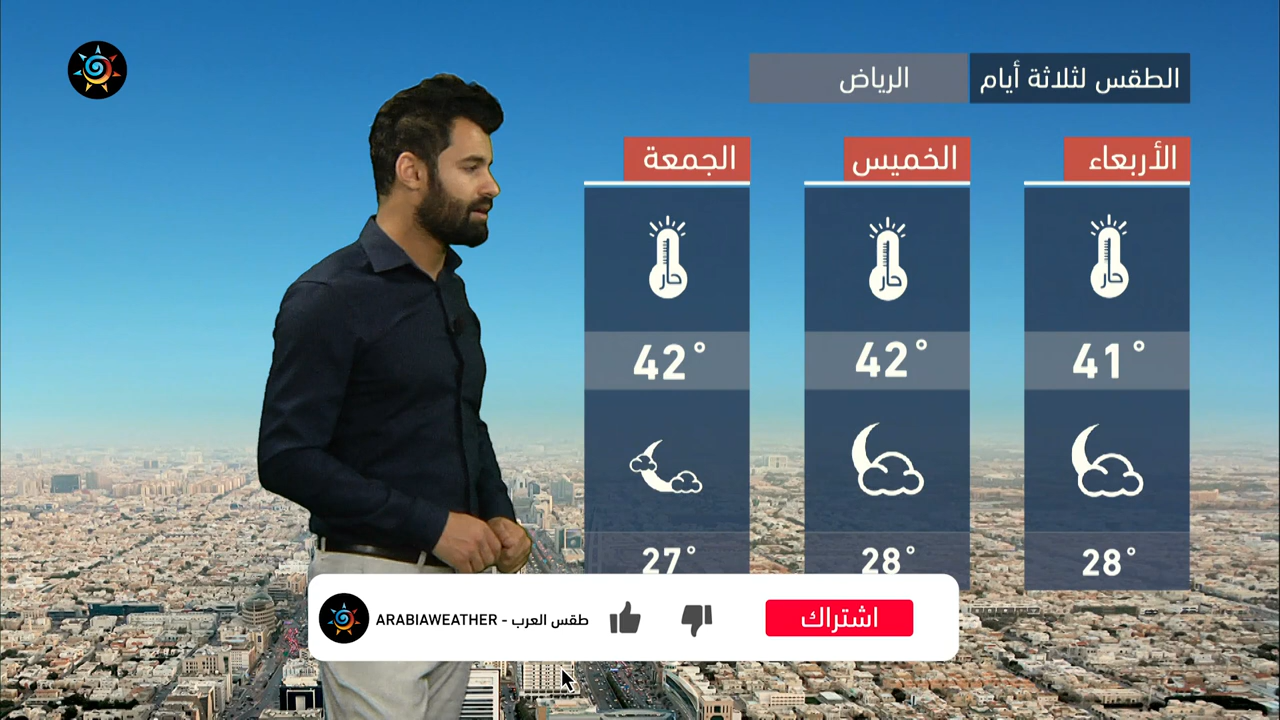 الطقس لثلاثة أيام
الرياض
الأربعاء
الخميس
الجمعة
حار
حار
حار
41°
42°
42°
28°
28°
27°
ARABIAWEATHER - طقس العرب
اشتراك